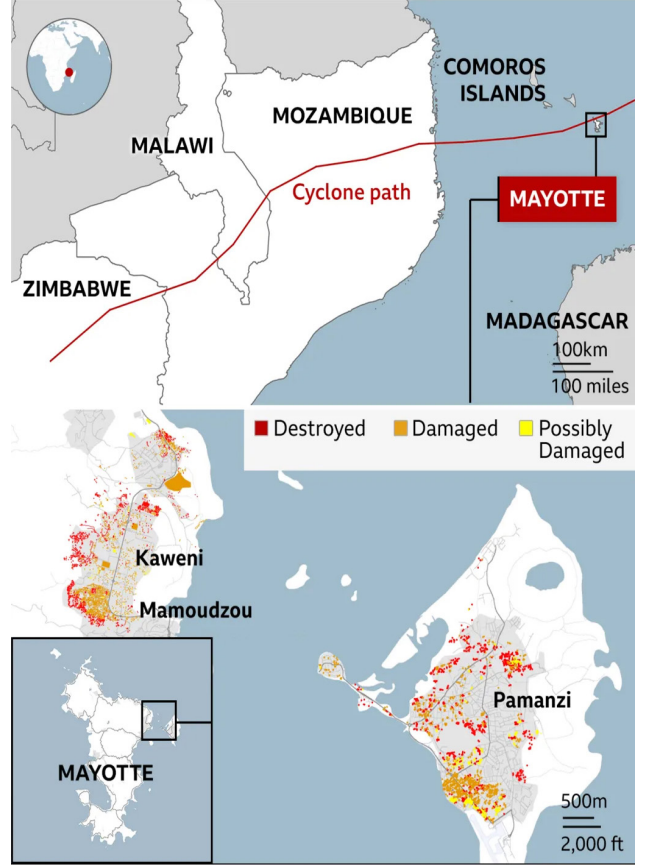 COMOROS
ISLANDS
MOZAMBIQUE
MALAWI
Cyclone path
MAYOTTE
ZIMBABWE
MADAGASCAR
100km
100 miles
Destroyed
Damaged
Possibly
Damaged
Kaweni
Mamoudzou
Pamanzi
MAYOTTE
500m
2,000 ft